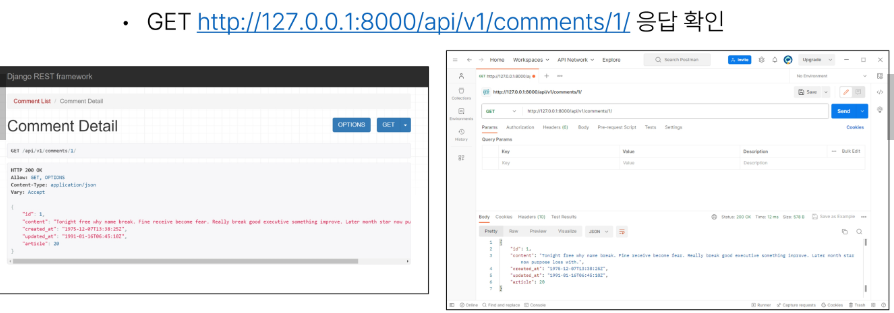 • GET http://127.0.0.1:8000/api/v1/comments/1/ 응답 확인
Django REST framework
Comment List / Comment Detail
Comment Detail
OPTIONS
GET
GET /api/v1/comments/1/
HTTP 200 OK
Allow: GET, OPTIONS
Content-Type: application/json
Vary: Accept
{
"id": 1,
"content": "Tonight free why name break. Fine receive become fear. Really break good executive something improve. Later month star now pu
"created_at": "1975-12-07T13:38:25Z",
"updated_at": "1991-01-16T06:45:18Z",
"article": 20
}
Home Workspaces API Network Explore
Search Postman
Invite
Upgrade
GET http://127.0.0.1:8000/a
No Environment
http://127.0.0.1:8000/api/v1/comments/1/
Save
GET
http://127.0.0.1:8000/api/v1/comments/1/
Send
Collections
Environments
History
Params Authorization Headers (6) Body Pre-request Script Tests Settings
Cookies
Query Params
Key Value Description Bulk Edit
Key Value Description
Body Cookies Headers (10) Test Results
Status: 200 OK Time: 12 ms
Save as Example
Pretty Raw Preview Visualize JSON
1 {
2 "id": 1,
3 "content": "Tonight free why name break. Fine receive become fear. Really break good executive something improve. Later month star
now purpose loss with.",
4 "created_at": "1975-12-07T13:38:25Z",
5 "updated_at": "1991-01-16T06:45:18Z",
6 "article": 20
7 }
Online Find and replace Console
Runner Capture requests Cookies Trash